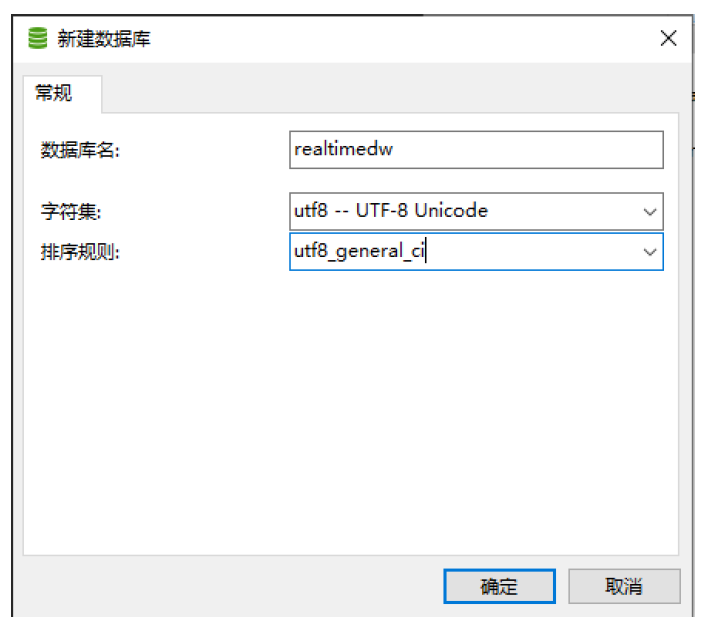 新建数据库
常规
数据库名: realtimedw
字符集: utf8 -- UTF-8 Unicode
排序规则: utf8_general_ci
确定 取消